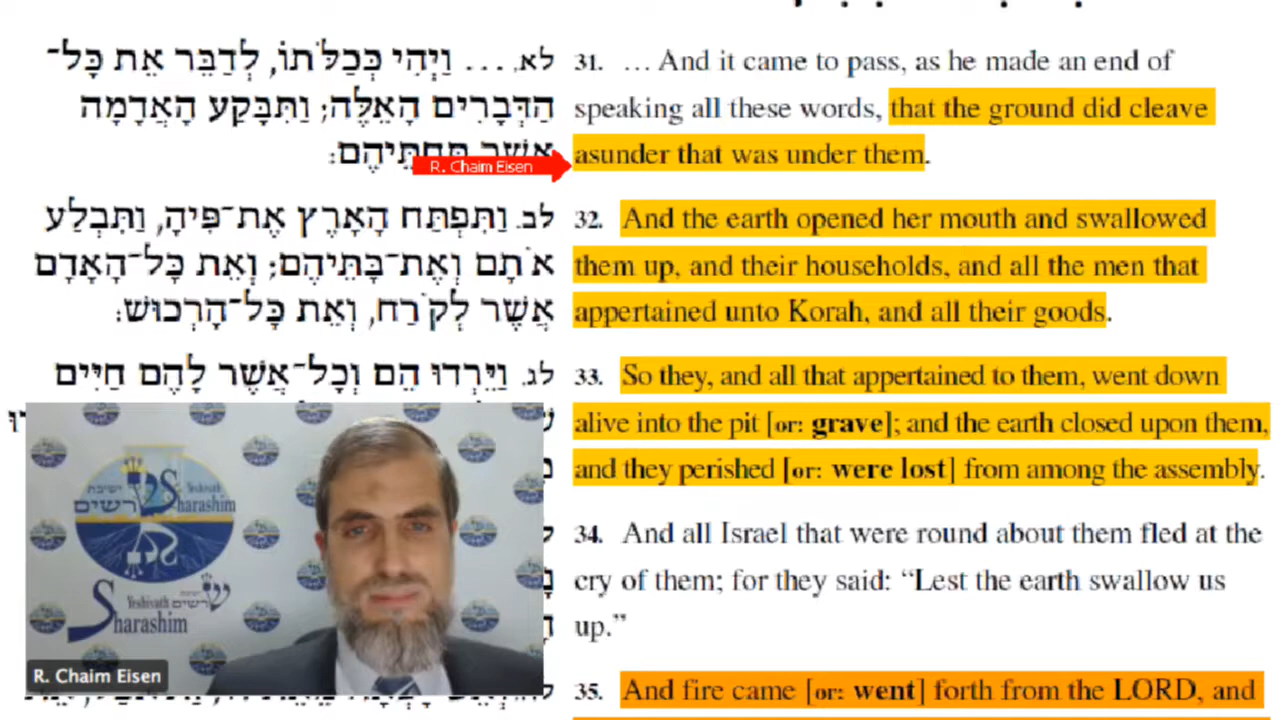 לא. ... וַיְהִי כְּכַלֹּתוֹ, לְדַבֵּר אֵת כָּל־
הַדְּבָרִים הָאֵלֶּה; וַתִּבָּקַע הָאֲדָמָה
אֲשֶׁר תַּחְתֵּיהֶם:
R. Chaim Eisen
לב. וַתִּפְתַּח הָאָרֶץ אֶת־פִּיהָ, וַתִּבְלַע
אֹתָם וְאֶת־בָּתֵּיהֶם; וְאֵת כָּל־הָאָדָם
אֲשֶׁר לְקֹרַח, וְאֵת כָּל־הָרְכוּשׁ:
לג. וַיֵּרְדוּ הֵם וְכָל־אֲשֶׁר לָהֶם חַיִּים
31. ... And it came to pass, as he made an end of
speaking all these words, that the ground did cleave
asunder that was under them.
32. And the earth opened her mouth and swallowed
them up, and their households, and all the men that
appertained unto Korah, and all their goods.
33. So they, and all that appertained to them, went down
alive into the pit [or: grave]; and the earth closed upon them,
and they perished [or: were lost] from among the assembly.
34. And all Israel that were round about them fled at the
cry of them; for they said: “Lest the earth swallow us
up.”
35. And fire came [or: went] forth from the LORD, and
ישיבת
שרשים
Yeshivath
Sharashim
Yeshivath שרשים
Sharashim
R. Chaim Eisen